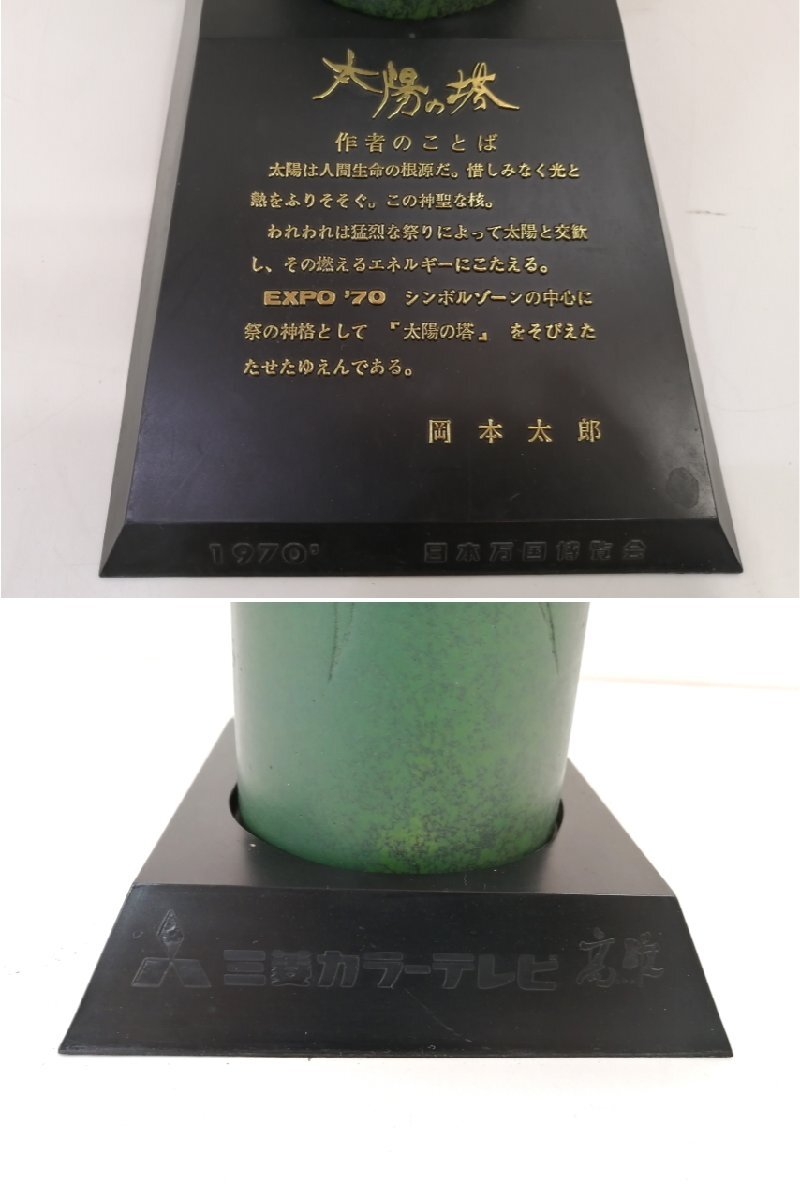 太陽の塔
作者のことば
太陽は人間生命の根源だ。惜しみなく光と
熱をふりそそぐ。この神聖な核。
われわれは猛烈な祭りによって太陽と交歓
し、その燃えるエネルギーにこたえる。
EXPO '70 シンボルゾーンの中心に
祭の神格として 『太陽の塔』 をそびえた
たせたゆえんである。
岡本太郎
1970' 日本万国博覧会
三菱カラーテレビ 高雄